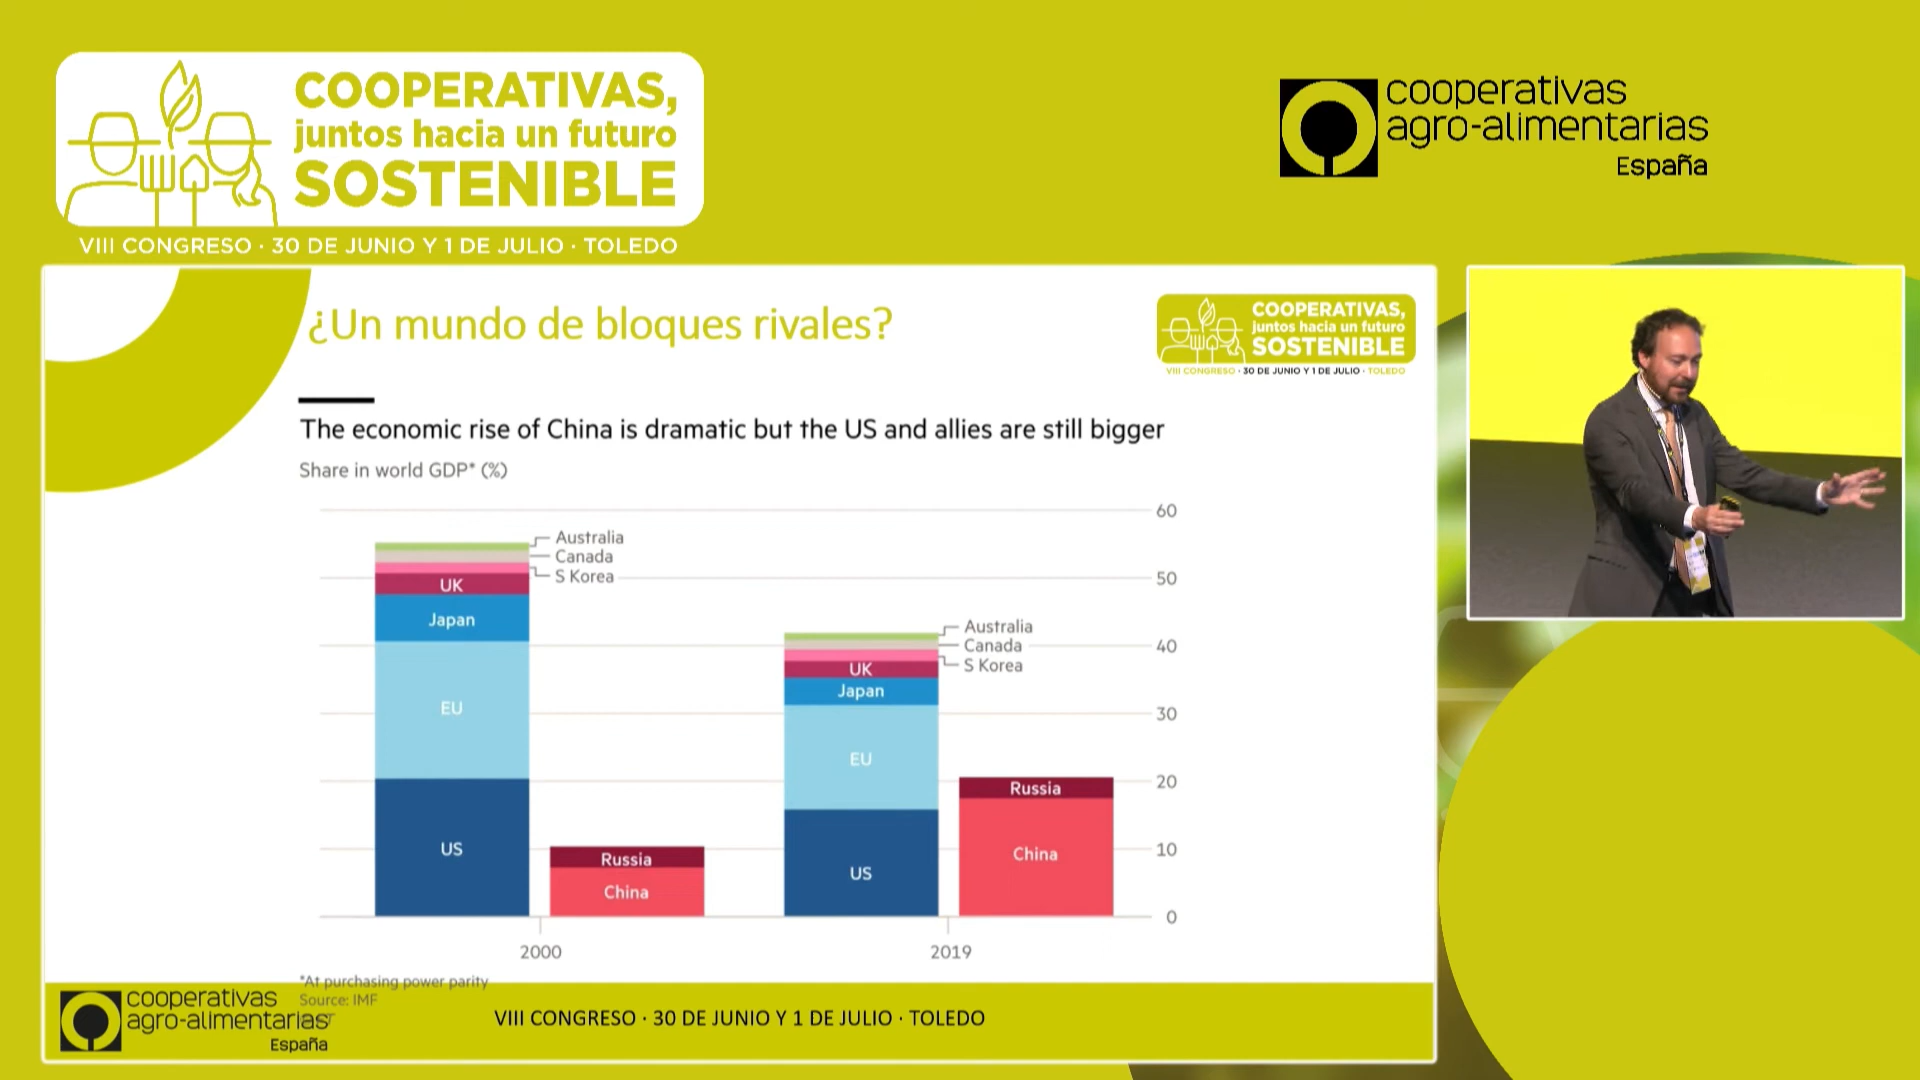 COOPERATIVAS,
juntos hacia un futuro
SOSTENIBLE
VIII CONGRESO · 30 DE JUNIO Y 1 DE JULIO · TOLEDO
cooperativas
agro-alimentarias
España
¿Un mundo de bloques rivales?
COOPERATIVAS,
juntos hacia un futuro
SOSTENIBLE
VIII CONGRESO · 30 DE JUNIO Y 1 DE JULIO · TOLEDO
The economic rise of China is dramatic but the US and allies are still bigger
Share in world GDP* (%)
60
50
40
30
20
10
0
Australia
Canada
S Korea
UK
Japan
EU
US
Russia
China
Australia
Canada
S Korea
UK
Japan
EU
US
Russia
China
2000
2019
*At purchasing power parity
Source: IMF
cooperativas
agro-alimentarias
España
VIII CONGRESO · 30 DE JUNIO Y 1 DE JULIO · TOLEDO